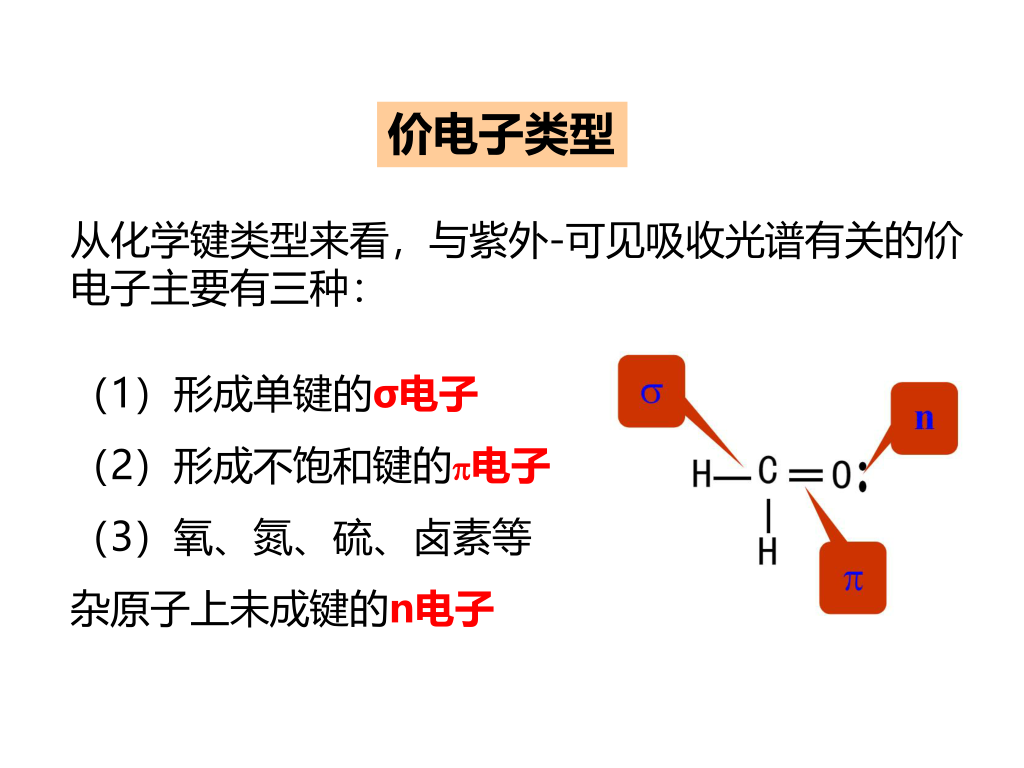 价电子类型
从化学键类型来看，与紫外-可见吸收光谱有关的价
电子主要有三种：
（1）形成单键的σ电子
（2）形成不饱和键的π电子
（3）氧、氮、硫、卤素等
杂原子上未成键的n电子
σ
n
H—C═O:
H
π